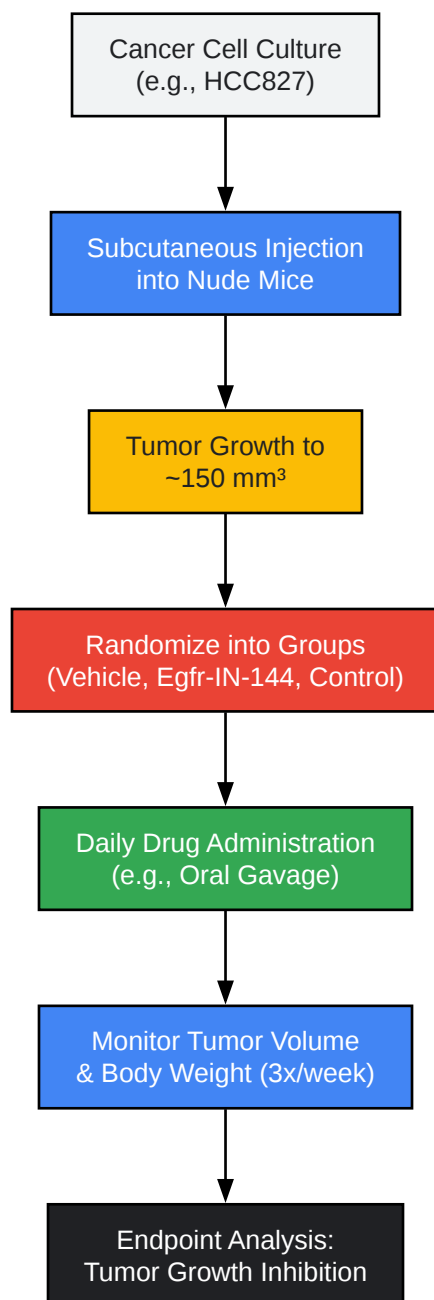 Cancer Cell Culture
(e.g., HCC827)
Subcutaneous Injection
into Nude Mice
Tumor Growth to
~150 mm³
Randomize into Groups
(Vehicle, Egfr-IN-144, Control)
Daily Drug Administration
(e.g., Oral Gavage)
Monitor Tumor Volume
& Body Weight (3x/week)
Endpoint Analysis:
Tumor Growth Inhibition